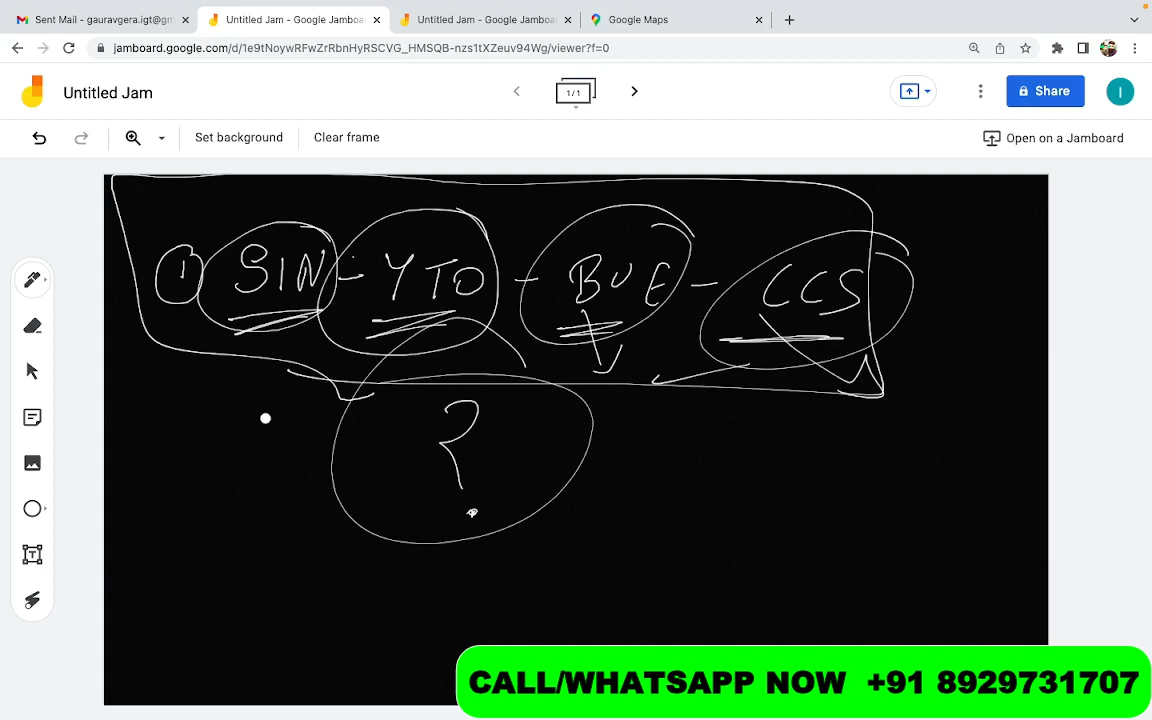 Sent Mail - gauravgera.igt@gm
Untitled Jam - Google Jamboa
Untitled Jam - Google Jamboa
Google Maps
jamboard.google.com/d/1e9tNoywRFwZrRbnHyRSCVG_HMSQB-nzs1tXZeuv94Wg/viewer?f=0
Untitled Jam
1/1
Share
I
Set background
Clear frame
Open on a Jamboard
1 SIN - YTO - BUE - CCS
?
CALL/WHATSAPP NOW +91 8929731707